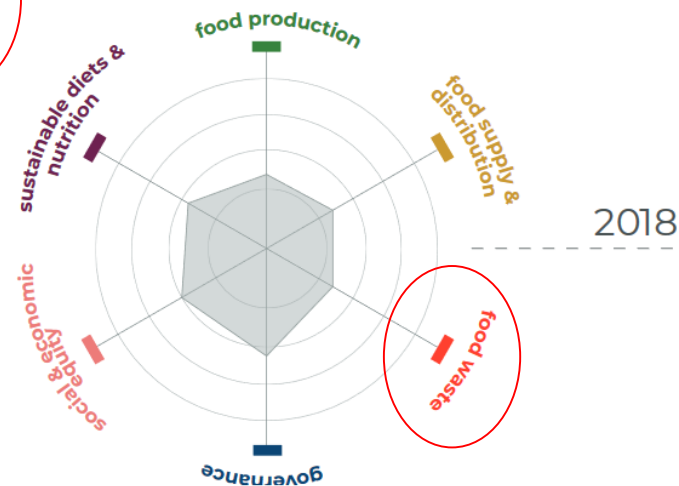 food production
sustainable diets &
nutrition
food supply &
distribution
2018
social & economic
equity
food waste
governance